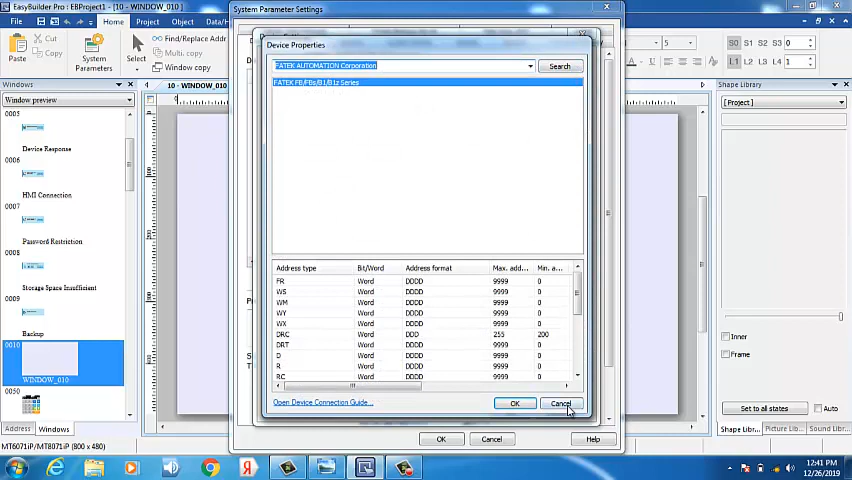 EasyBuilder Pro : EBProject1 - [10 - WINDOW_010 ]
File
Home
Project
Object
Data/H
Paste
Cut
Copy
System
Parameters
Select
Find/Replace Addr
Multi. copy
Window copy
5
S0
S1
S2
S3
0
L1
L2
L3
L4
1
Window preview
0005
Device Response
0006
HMI Connection
0007
Password Restriction
0008
Storage Space Insufficient
0009
Backup
0010
WINDOW_010
0050
Address
Windows
MT6071iP/MT8071iP (800 x 480)
10 - WINDOW_010
System Parameter Settings
Device Properties
FATEK AUTOMATION Corporation
Search
FATEK FB/FBs/B1/B1z Series
Address type Bit/Word Address format Max. add... Min. a...
FR Word DDDD 9999 0
WS Word DDDD 9999 0
WM Word DDDD 9999 0
WY Word DDDD 9999 0
WX Word DDDD 9999 0
DRC Word DDD 255 200
DRT Word DDDD 9999 0
D Word DDDD 9999 0
R Word DDDD 9999 0
RC Word DDDD 9999 0
Open Device Connection Guide...
OK
Cancel
OK
Cancel
Help
Shape Library
[ Project ]
Inner
Frame
Set to all states
Auto
Shape Libr...
Picture Lib...
12:41 PM
12/26/2019